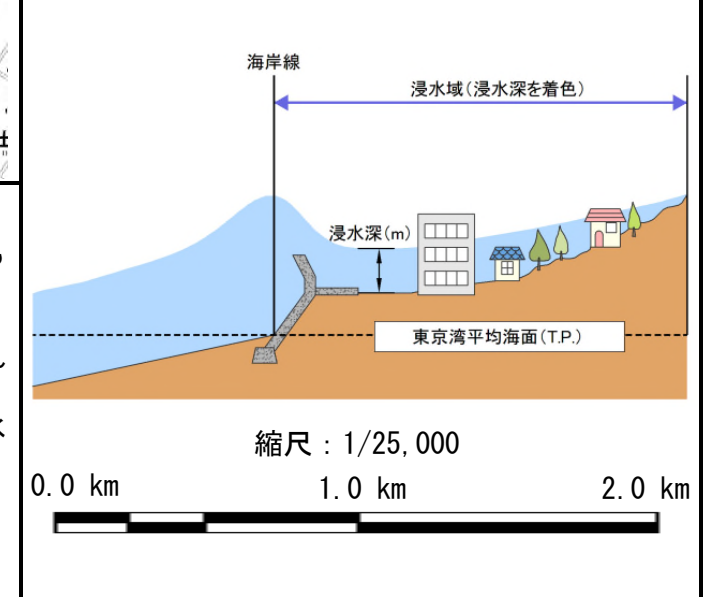 海岸線
浸水域(浸水深を着色)
浸水深(m)
東京湾平均海面(T.P.)
縮尺:1/25,000
0.0 km 1.0 km 2.0 km